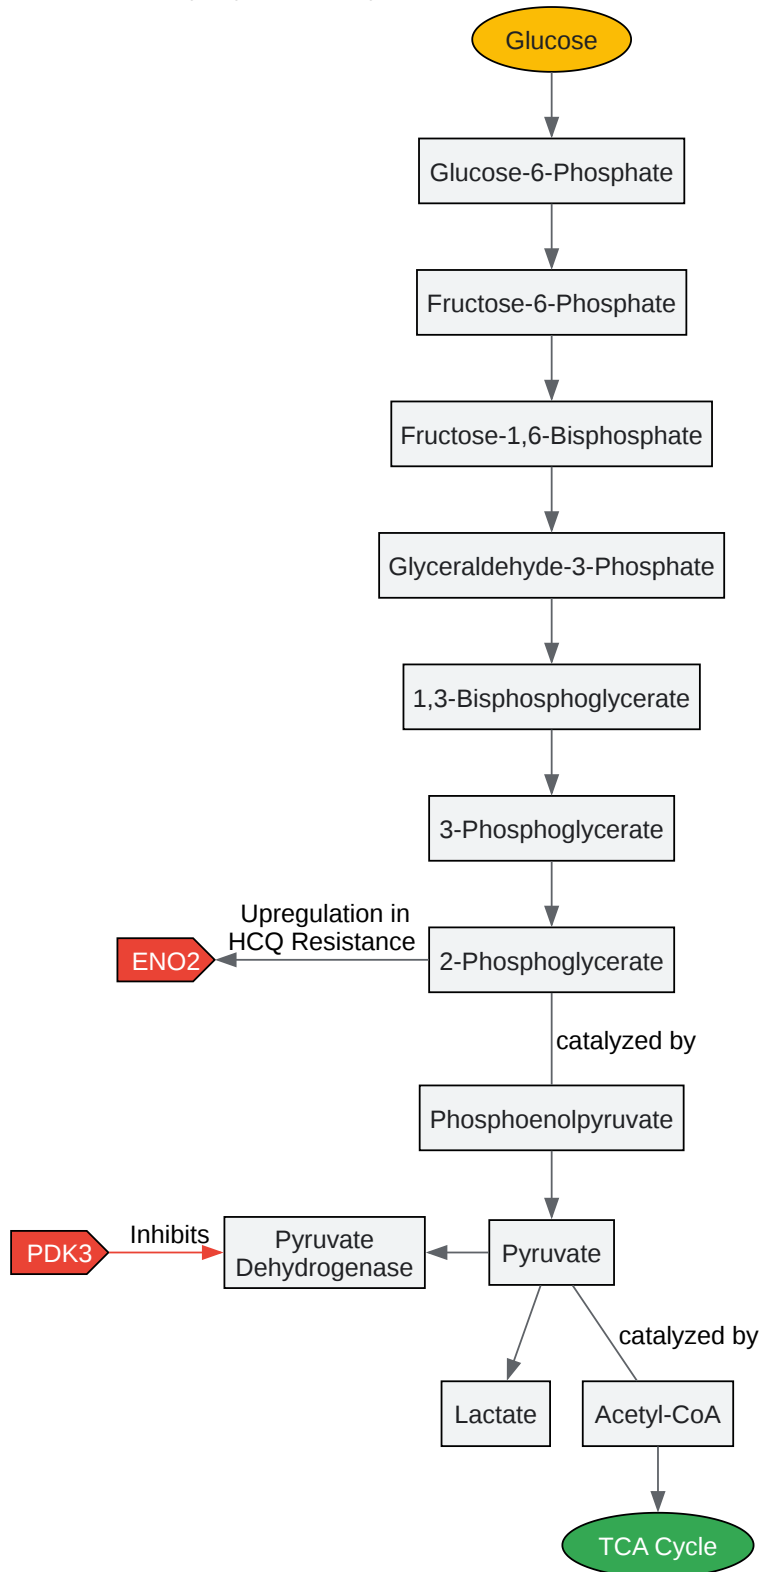 Glucose
Glucose-6-Phosphate
Fructose-6-Phosphate
Fructose-1,6-Bisphosphate
Glyceraldehyde-3-Phosphate
1,3-Bisphosphoglycerate
3-Phosphoglycerate
Upregulation in
HCQ Resistance
ENO2
2-Phosphoglycerate
catalyzed by
Phosphoenolpyruvate
PDK3
Inhibits
Pyruvate
Dehydrogenase
Pyruvate
catalyzed by
Lactate
Acetyl-CoA
TCA Cycle